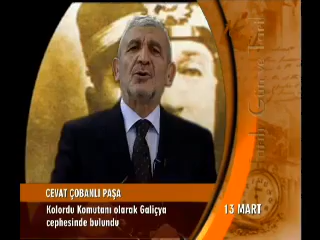 CEVAT ÇOBANLI PAŞA
Kolordu Komutanı olarak Galiçya
cephesinde bulundu
13 MART